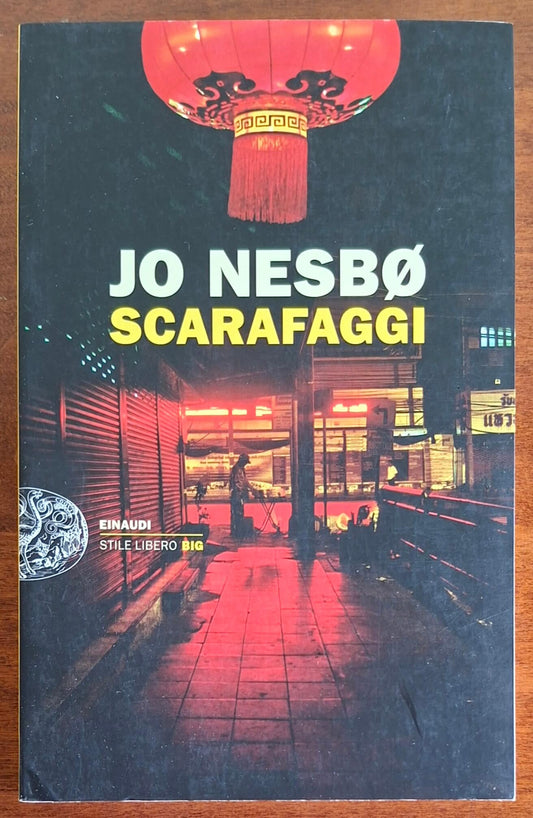 JO NESBØ
SCARAFAGGI
EINAUDI
STILE LIBERO BIG